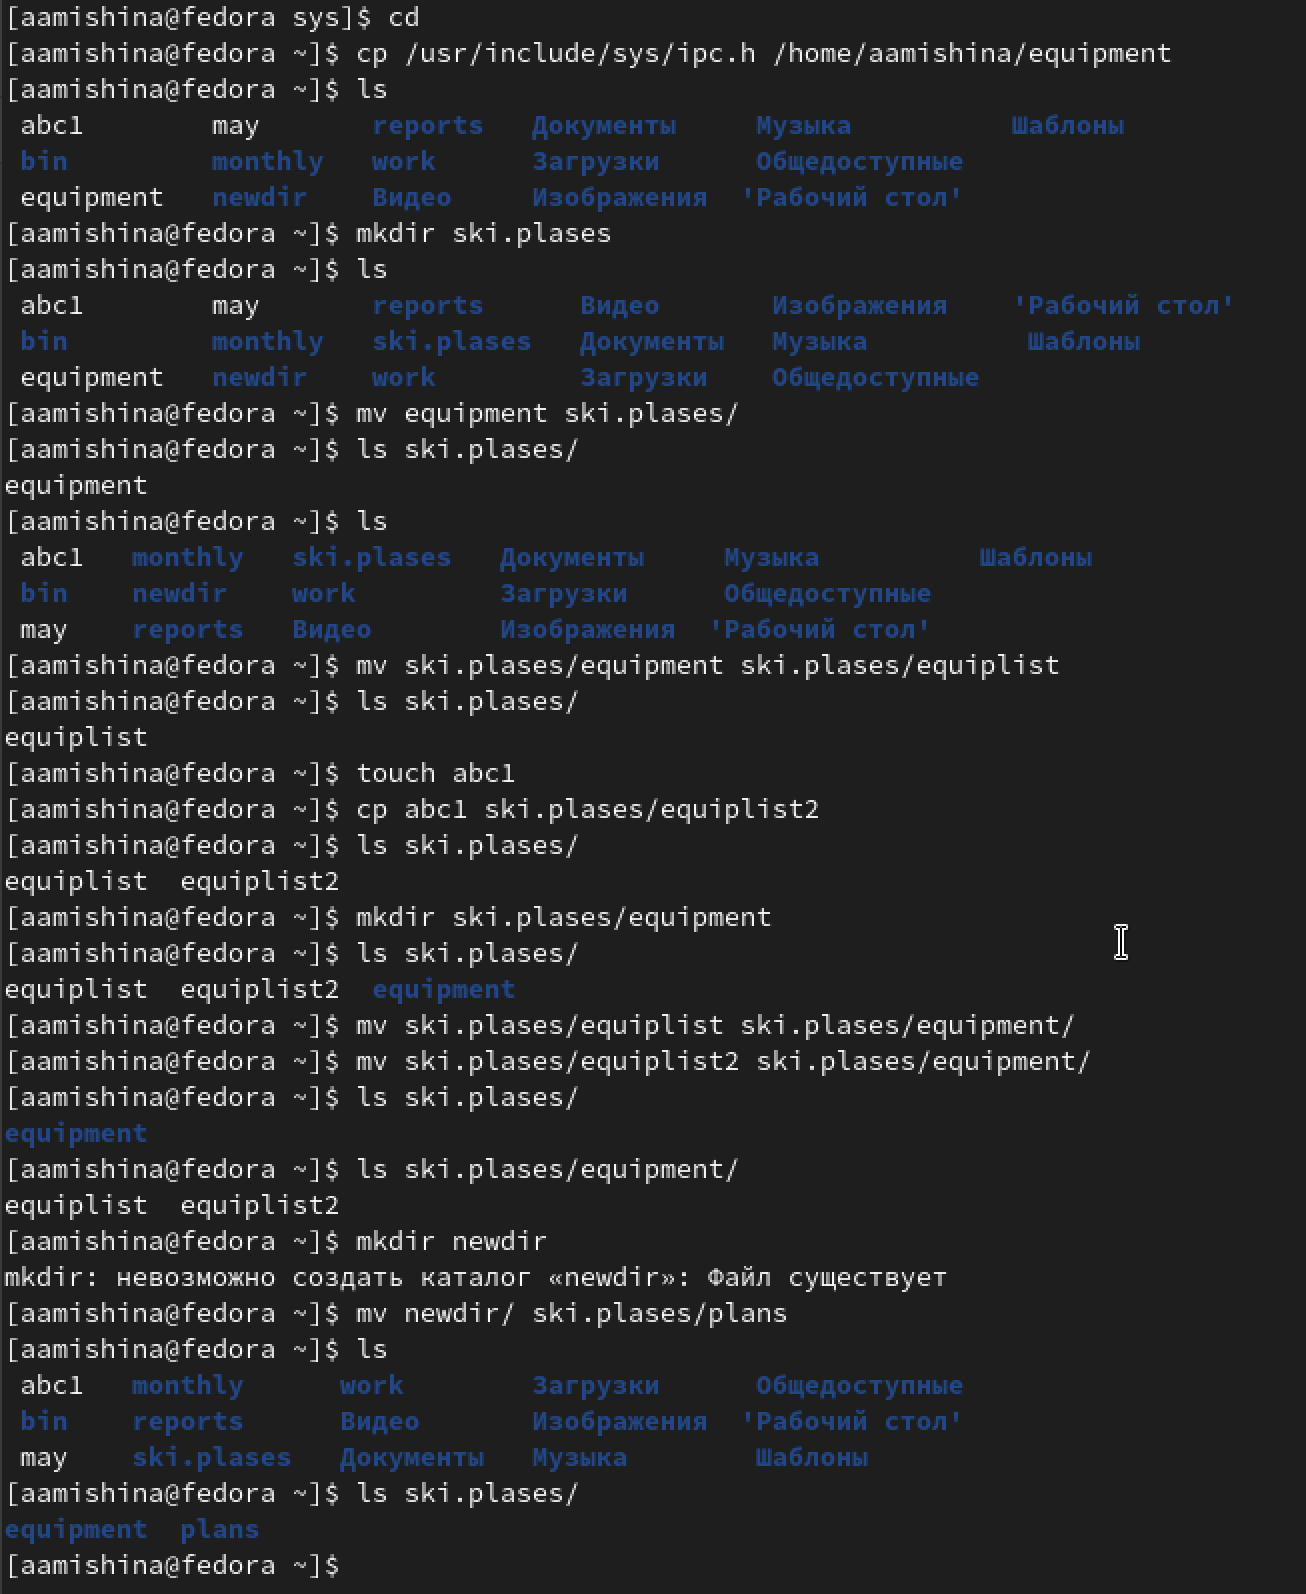 [aamishina@fedora sys]$ cd
[aamishina@fedora ~]$ cp /usr/include/sys/ipc.h /home/aamishina/equipment
[aamishina@fedora ~]$ ls
abc1 may reports Документы Музыка Шаблоны
bin monthly work Загрузки Общедоступные
equipment newdir Видео Изображения 'Рабочий стол'
[aamishina@fedora ~]$ mkdir ski.plases
[aamishina@fedora ~]$ ls
abc1 may reports Видео Изображения 'Рабочий стол'
bin monthly ski.plases Документы Музыка Шаблоны
equipment newdir work Загрузки Общедоступные
[aamishina@fedora ~]$ mv equipment ski.plases/
[aamishina@fedora ~]$ ls ski.plases/
equipment
[aamishina@fedora ~]$ ls
abc1 monthly ski.plases Документы Музыка Шаблоны
bin newdir work Загрузки Общедоступные
may reports Видео Изображения 'Рабочий стол'
[aamishina@fedora ~]$ mv ski.plases/equipment ski.plases/equiplist
[aamishina@fedora ~]$ ls ski.plases/
equiplist
[aamishina@fedora ~]$ touch abc1
[aamishina@fedora ~]$ cp abc1 ski.plases/equiplist2
[aamishina@fedora ~]$ ls ski.plases/
equiplist equiplist2
[aamishina@fedora ~]$ mkdir ski.plases/equipment
[aamishina@fedora ~]$ ls ski.plases/
equiplist equiplist2 equipment
[aamishina@fedora ~]$ mv ski.plases/equiplist ski.plases/equipment/
[aamishina@fedora ~]$ mv ski.plases/equiplist2 ski.plases/equipment/
[aamishina@fedora ~]$ ls ski.plases/
equipment
[aamishina@fedora ~]$ ls ski.plases/equipment/
equiplist equiplist2
[aamishina@fedora ~]$ mkdir newdir
mkdir: невозможно создать каталог «newdir»: Файл существует
[aamishina@fedora ~]$ mv newdir/ ski.plases/plans
[aamishina@fedora ~]$ ls
abc1 monthly work Загрузки Общедоступные
bin reports Видео Изображения 'Рабочий стол'
may ski.plases Документы Музыка Шаблоны
[aamishina@fedora ~]$ ls ski.plases/
equipment plans
[aamishina@fedora ~]$